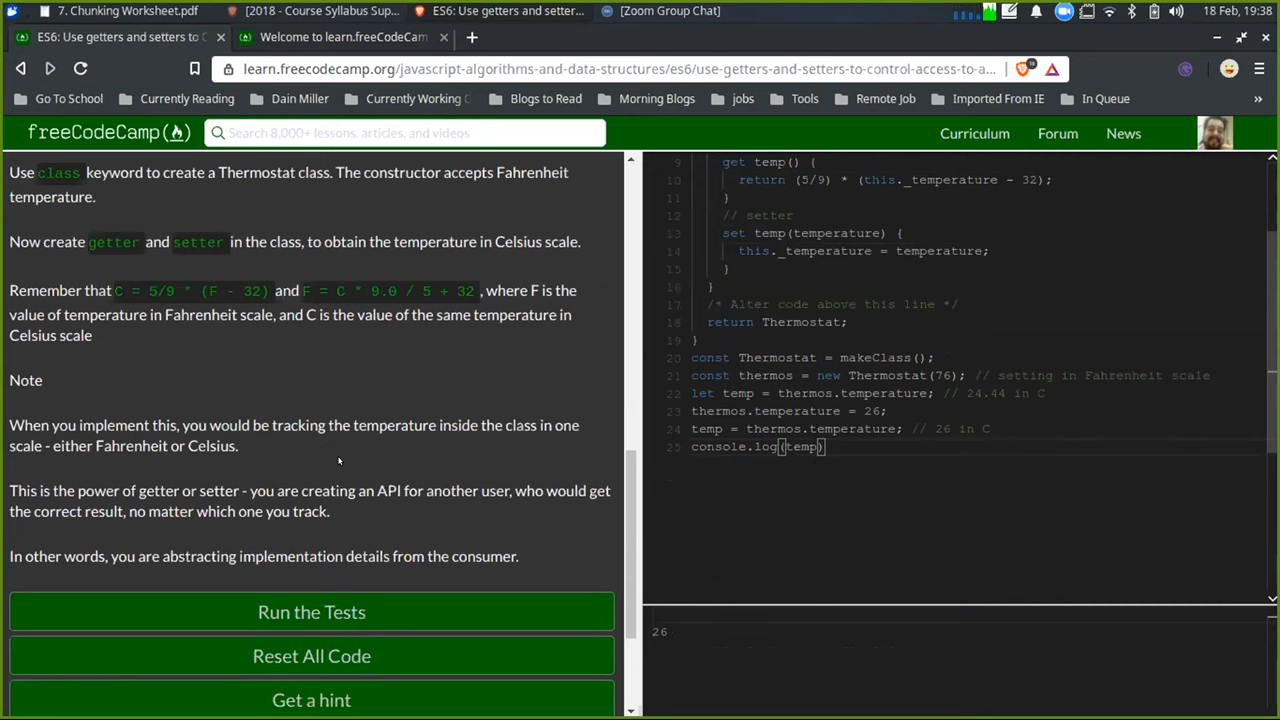 7. Chunking Worksheet.pdf
[2018 - Course Syllabus Sup...
ES6: Use getters and setter...
[Zoom Group Chat]
18 Feb, 19:38
ES6: Use getters and setters to C
Welcome to learn.freeCodeCam
learn.freecodecamp.org/javascript-algorithms-and-data-structures/es6/use-getters-and-setters-to-control-access-to-a...
18
Go To School
Currently Reading
Dain Miller
Currently Working C
Blogs to Read
Morning Blogs
jobs
Tools
Remote Job
Imported From IE
In Queue
»
freeCodeCamp
Search 8,000+ lessons, articles, and videos
Curriculum
Forum
News
Use class keyword to create a Thermostat class. The constructor accepts Fahrenheit
temperature.
Now create getter and setter in the class, to obtain the temperature in Celsius scale.
Remember that C = 5/9 * (F - 32) and F = C * 9.0 / 5 + 32 , where F is the
value of temperature in Fahrenheit scale, and C is the value of the same temperature in
Celsius scale
Note
When you implement this, you would be tracking the temperature inside the class in one
scale - either Fahrenheit or Celsius.
This is the power of getter or setter - you are creating an API for another user, who would get
the correct result, no matter which one you track.
In other words, you are abstracting implementation details from the consumer.
Run the Tests
Reset All Code
Get a hint
9 get temp() {
10 return (5/9) * (this._temperature - 32);
11 }
12 // setter
13 set temp(temperature) {
14 this._temperature = temperature;
15 }
16 }
17 /* Alter code above this line */
18 return Thermostat;
19 }
20 const Thermostat = makeClass();
21 const thermos = new Thermostat(76); // setting in Fahrenheit scale
22 let temp = thermos.temperature; // 24.44 in C
23 thermos.temperature = 26;
24 temp = thermos.temperature; // 26 in C
25 console.log(temp)
26